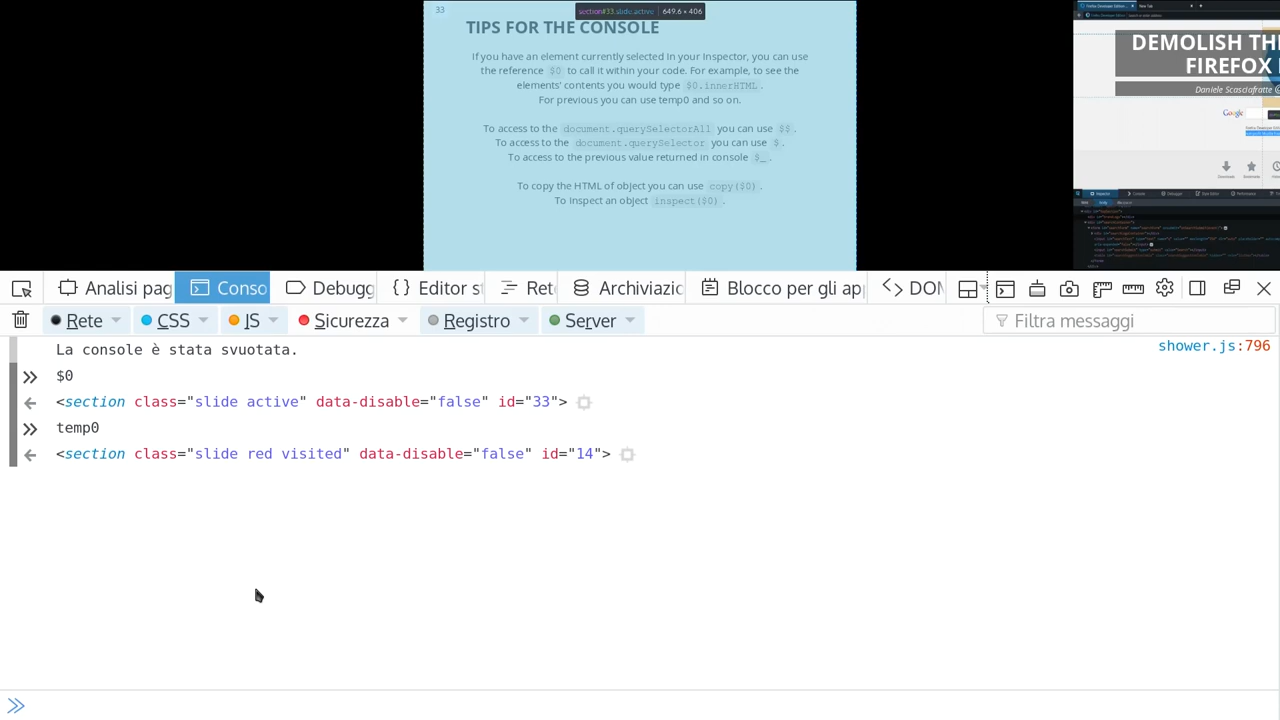 33
section#33.slide.active | 649.6 × 406
TIPS FOR THE CONSOLE
If you have an element currently selected in your Inspector, you can use
the reference $0 to call it within your code. For example, to see the
elements' contents you would type $0.innerHTML.
For previous you can use temp0 and so on.
To access to the document.querySelectorAll you can use $$.
To access to the document.querySelector you can use $.
To access to the previous value returned in console $_.
To copy the HTML of object you can use copy($0).
To inspect an object inspect($0).
DEMOLISH TH
FIREFOX
Daniele Scasciafratte @
Google
Analisi pag
Conso
Debugg
Editor s
Ret
Archiviazio
Blocco per gli ap
DOM
Rete
CSS
JS
Sicurezza
Registro
Server
Filtra messaggi
La console è stata svuotata.
shower.js:796
$0
<section class="slide active" data-disable="false" id="33">
temp0
<section class="slide red visited" data-disable="false" id="14">